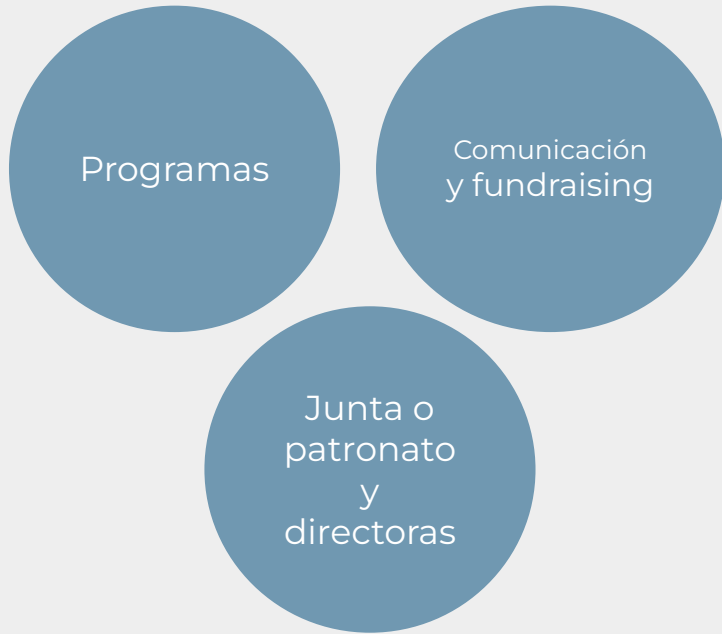 Programas
Comunicación
y fundraising
Junta o
patronato
y
directoras